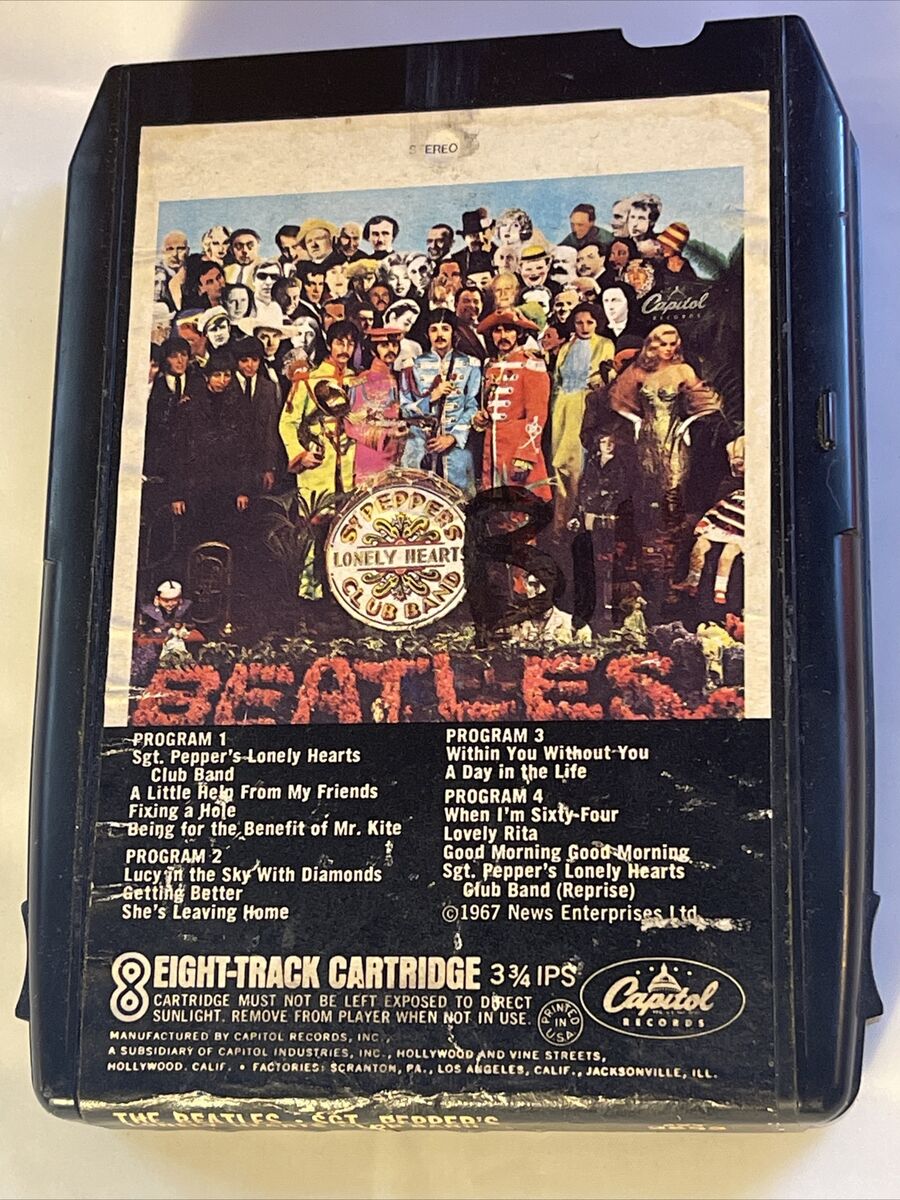 STEREO
Capitol
RECORDS
SGT. PEPPER'S
LONELY HEARTS
CLUB BAND
BEATLES
PROGRAM 1
Sgt. Pepper's Lonely Hearts
Club Band
A Little Help From My Friends
Fixing a Hole
Being for the Benefit of Mr. Kite
PROGRAM 2
Lucy in the Sky With Diamonds
Getting Better
She's Leaving Home
PROGRAM 3
Within You Without You
A Day in the Life
PROGRAM 4
When I'm Sixty-Four
Lovely Rita
Good Morning Good Morning
Sgt. Pepper's Lonely Hearts
Club Band (Reprise)
©1967 News Enterprises Ltd.
8 EIGHT-TRACK CARTRIDGE 3¾ IPS
CARTRIDGE MUST NOT BE LEFT EXPOSED TO DIRECT
SUNLIGHT. REMOVE FROM PLAYER WHEN NOT IN USE.
PRINTED
IN
U.S.A.
Capitol
RECORDS
MANUFACTURED BY CAPITOL RECORDS, INC.,
A SUBSIDIARY OF CAPITOL INDUSTRIES, INC., HOLLYWOOD AND VINE STREETS,
HOLLYWOOD, CALIF. • FACTORIES: SCRANTON, PA., LOS ANGELES, CALIF., JACKSONVILLE, ILL.
THE BEATLES • SGT. PEPPER'S